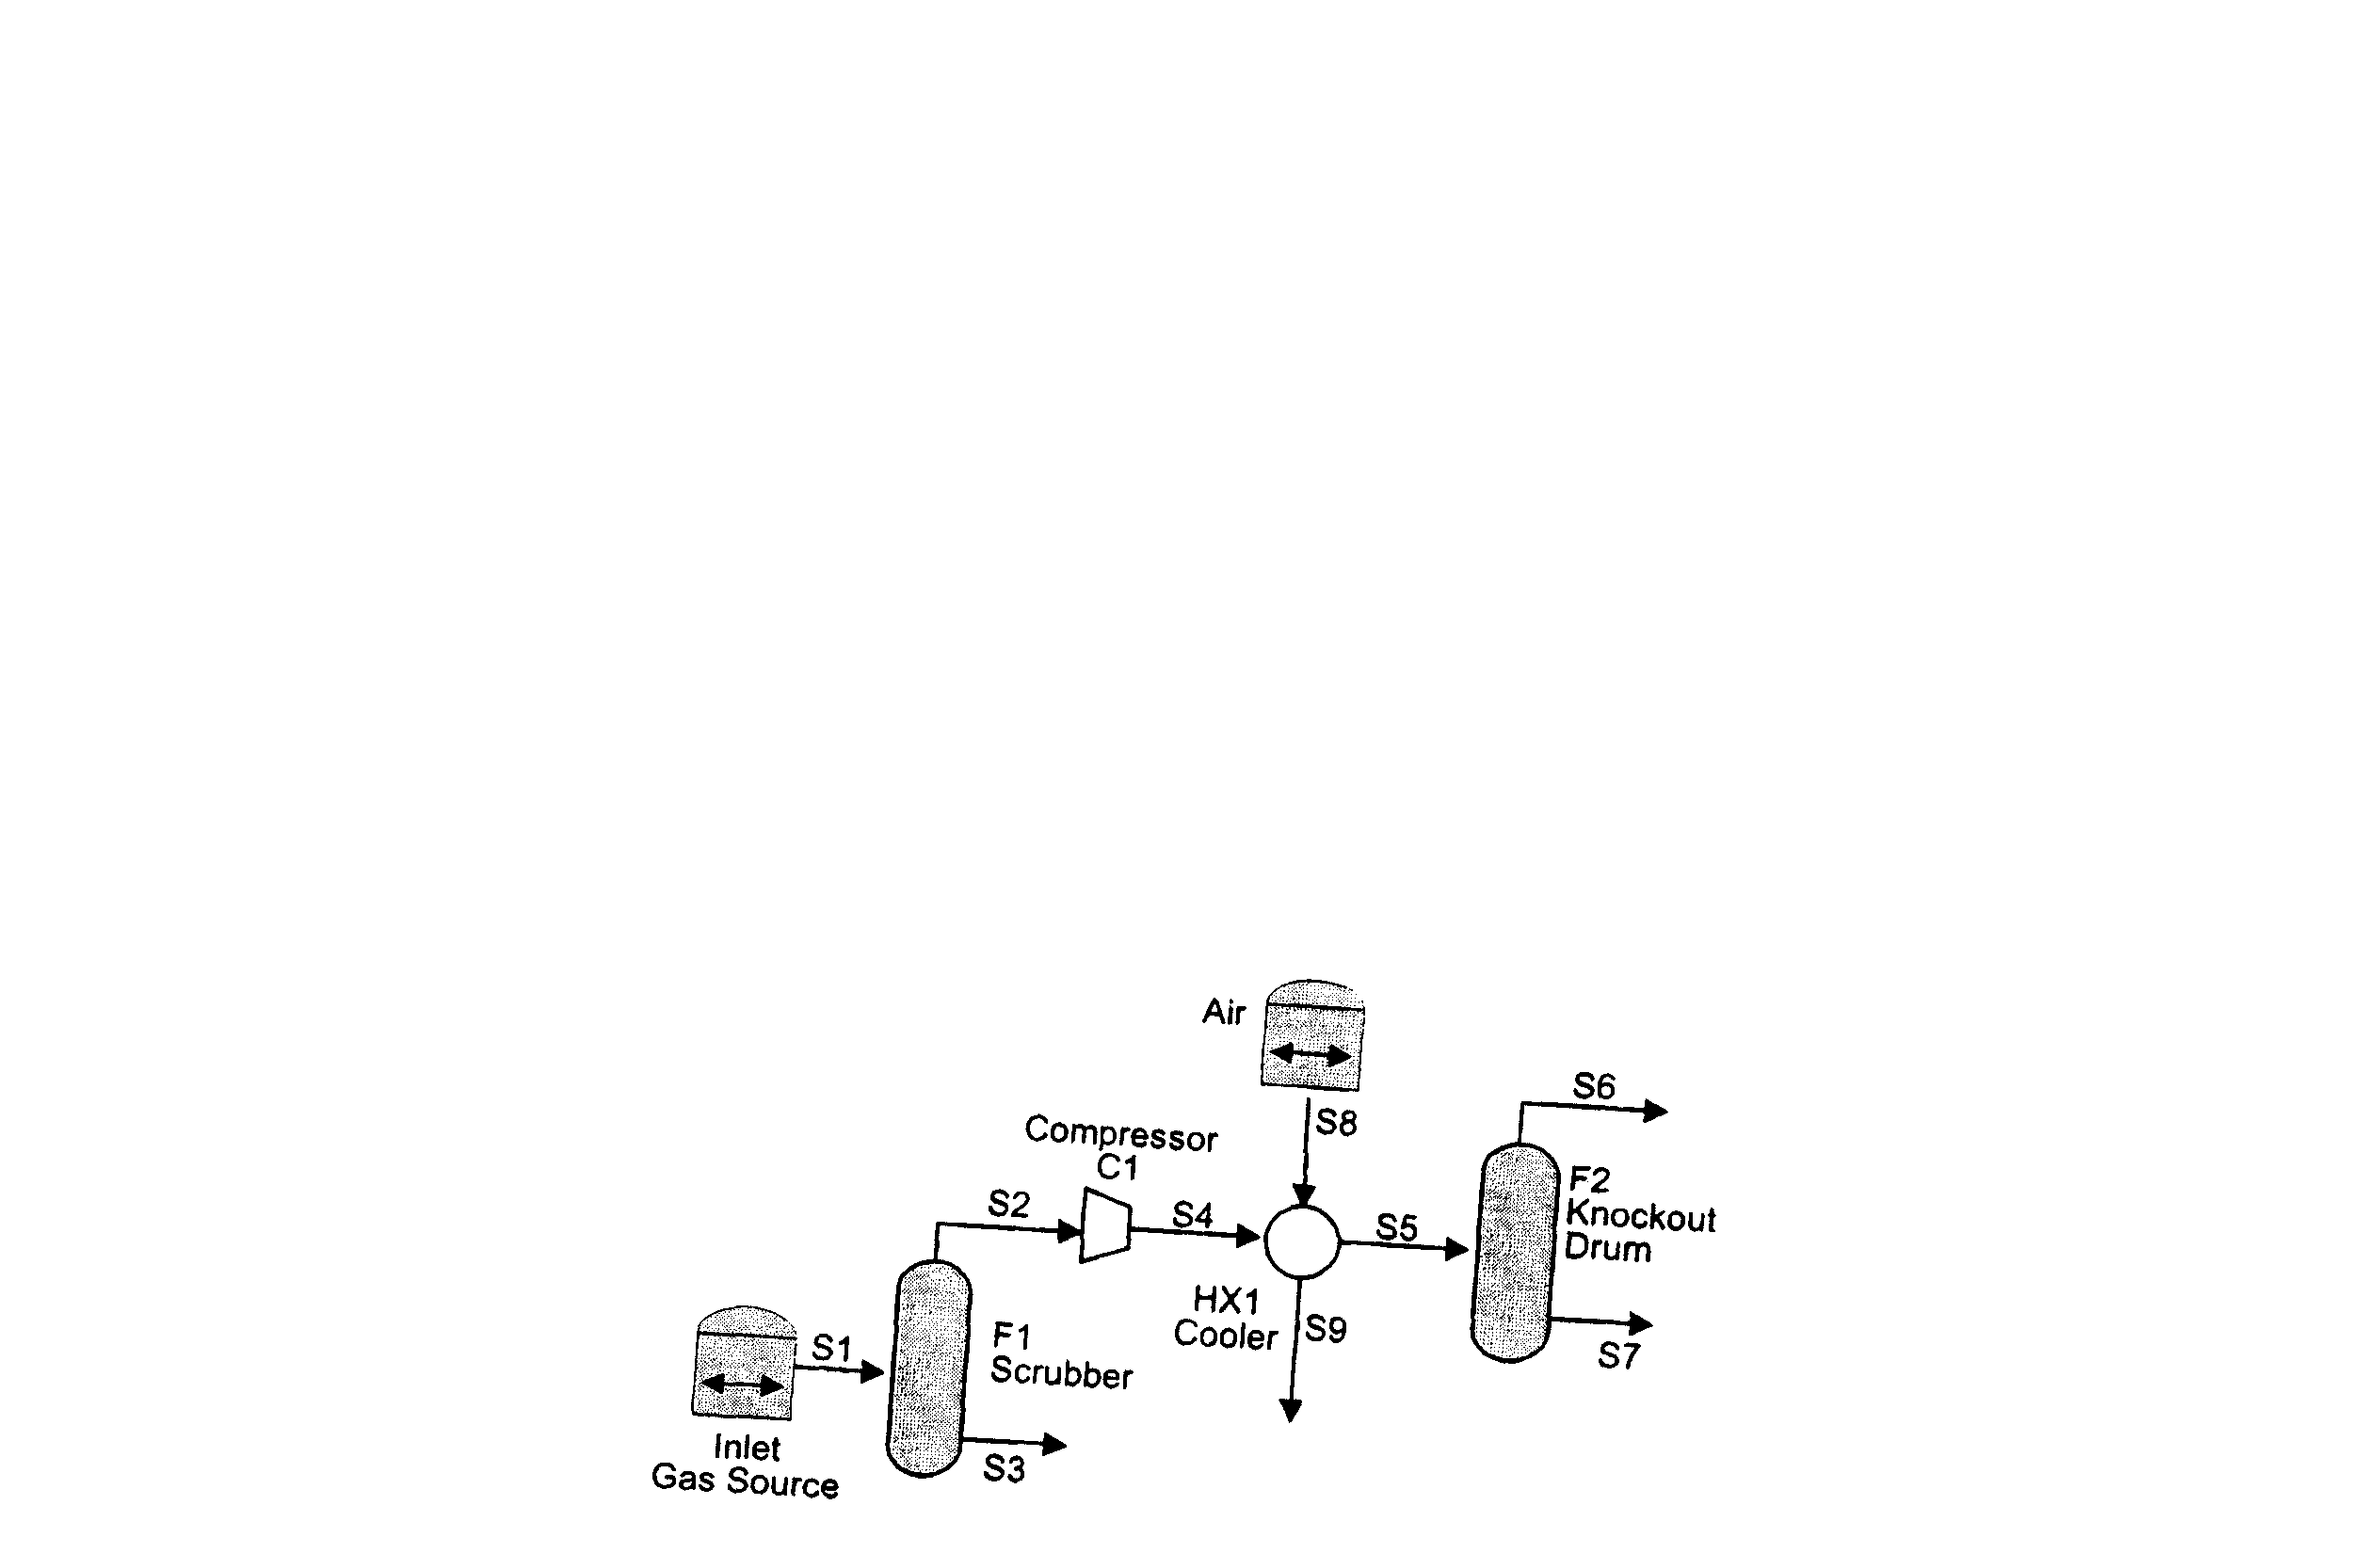 Air
S8
S6
Compressor
C1
F2
Knockout
Drum
S2
S4
S5
HX1
Cooler
S9
S7
S1
F1
Scrubber
Inlet
Gas Source
S3